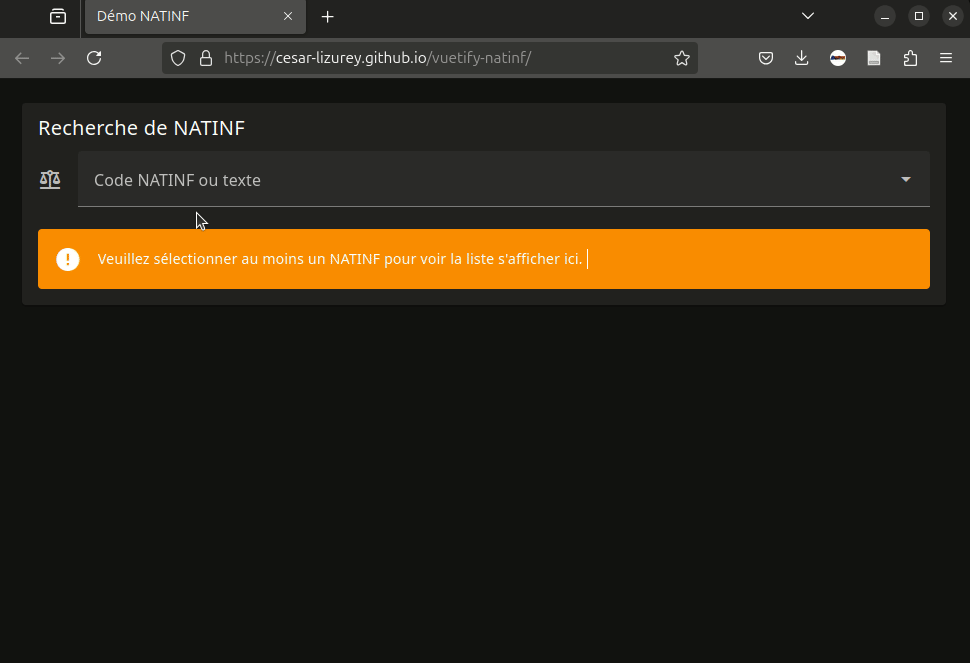 Démo NATINF
https://cesar-lizurey.github.io/vuetify-natinf/
Recherche de NATINF
Code NATINF ou texte
Veuillez sélectionner au moins un NATINF pour voir la liste s'afficher ici.